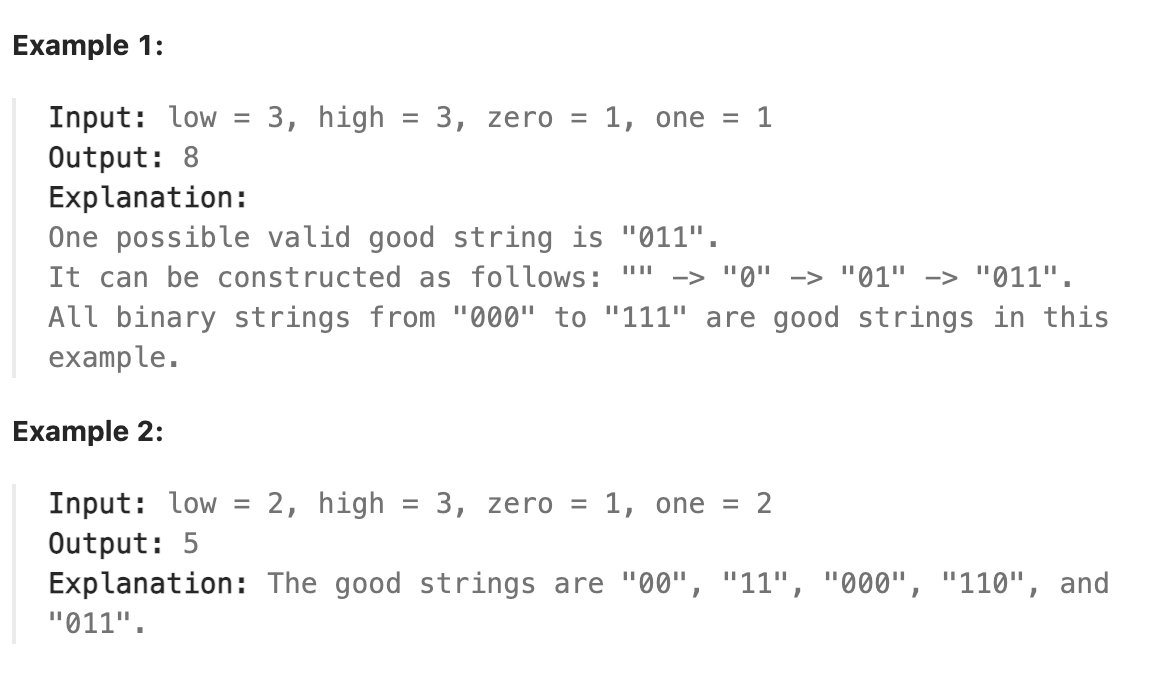 Example 1:
Input: low = 3, high = 3, zero = 1, one = 1
Output: 8
Explanation:
One possible valid good string is "011".
It can be constructed as follows: "" -> "0" -> "01" -> "011".
All binary strings from "000" to "111" are good strings in this
example.
Example 2:
Input: low = 2, high = 3, zero = 1, one = 2
Output: 5
Explanation: The good strings are "00", "11", "000", "110", and
"011".